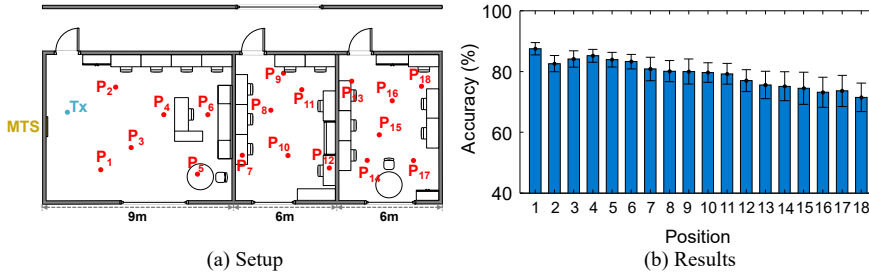 P2
Tx
MTS
P4
P6
P3
P1
P5
P9
P11
P8
P10
P7
P12
P13
P18
P16
P15
P14
P17
9m
6m
6m
(a) Setup
Accuracy (%)
100
80
60
40
1 2 3 4 5 6 7 8 9 10 11 12 13 14 15 16 17 18
Position
(b) Results